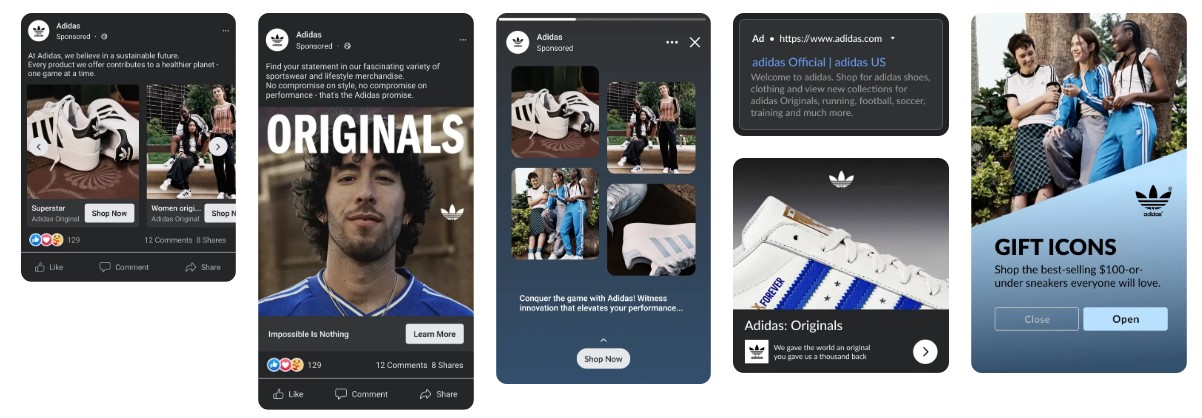 Adidas
Sponsored ·
At Adidas, we believe in a sustainable future.
Every product we offer contributes to a healthier planet -
one game at a time.
Superstar
Adidas Original
Shop Now
Women origi...
Adidas Original
Shop N
129
12 Comments 8 Shares
Like
Comment
Share
Adidas
Sponsored ·
Find your statement in our fascinating variety of
sportswear and lifestyle merchandise.
No compromise on style, no compromise on
performance - that's the Adidas promise.
ORIGINALS
Impossible Is Nothing
Learn More
129
12 Comments 8 Shares
Like
Comment
Share
Adidas
Sponsored
Conquer the game with Adidas! Witness
innovation that elevates your performance...
Shop Now
Ad • https://www.adidas.com
adidas Official | adidas US
Welcome to adidas. Shop for adidas shoes,
clothing and view new collections for
adidas Originals, running, football, soccer,
training and much more.
X FOREVER
Adidas: Originals
We gave the world an original
you gave us a thousand back
adidas
GIFT ICONS
Shop the best-selling $100-or-
under sneakers everyone will love.
Close
Open